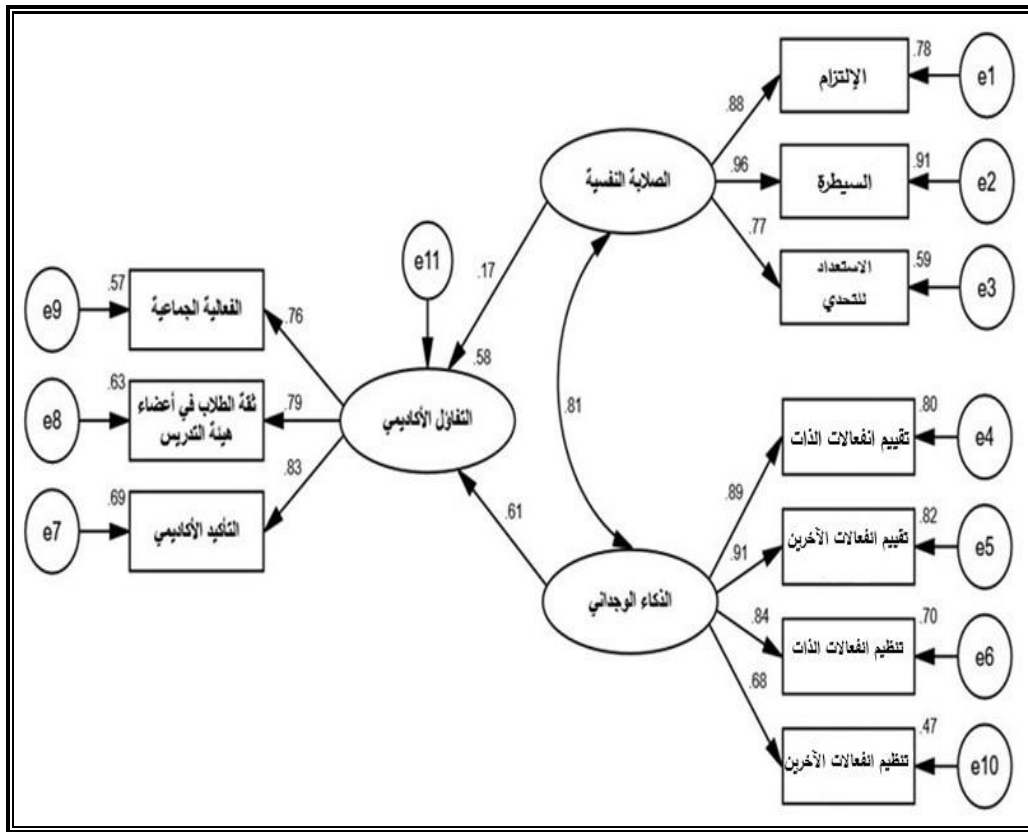 .78
e1
الإلتزام
.88
.91
e2
السيطرة
.96
الصلابة النفسية
.77
.59
e3
الاستعداد
للتحدي
e11
.17
.57
e9
الفعالية الجماعية
.76
.58
.63
e8
ثقة الطلاب في أعضاء
هيئة التدريس
.79
التفاؤل الأكاديمي
.81
.83
.69
e7
التأكيد الأكاديمي
.80
e4
تقييم انفعالات الذات
.89
.61
.82
e5
تقييم انفعالات الآخرين
.91
الذكاء الوجداني
.84
.70
e6
تنظيم انفعالات الذات
.68
.47
e10
تنظيم انفعالات الآخرين